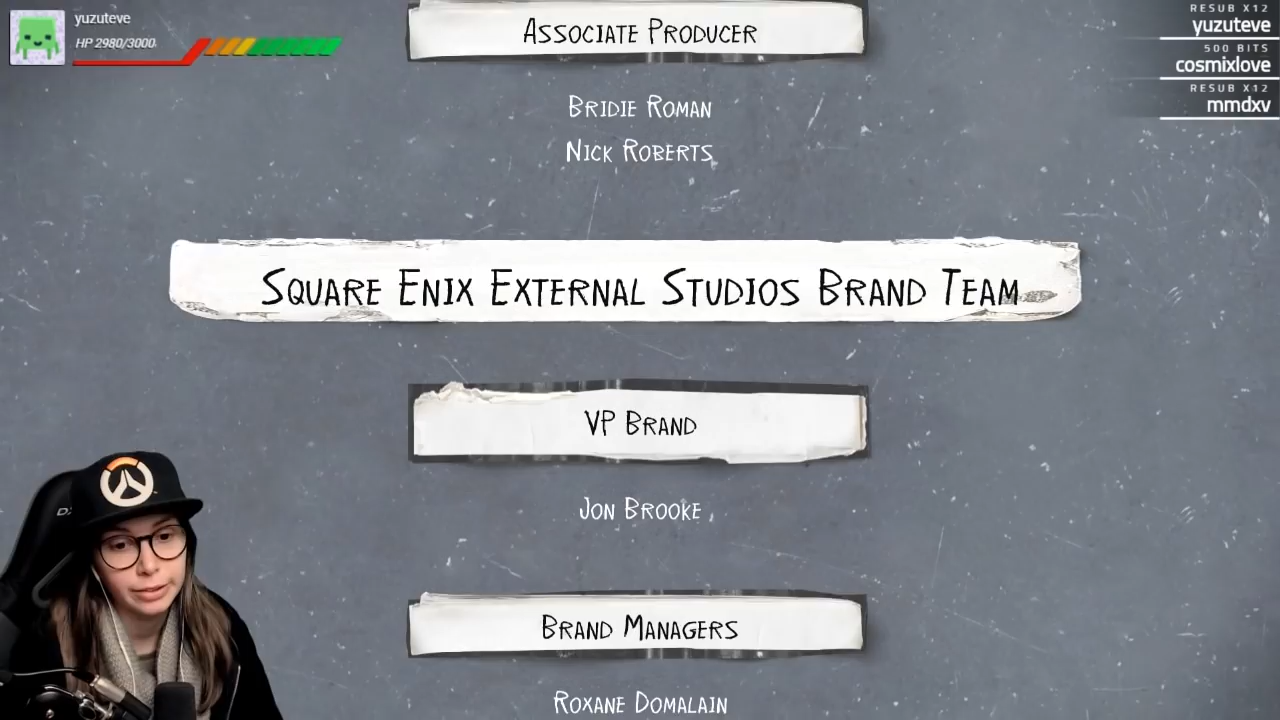 yuzuteve
HP 2980/3000
RESUB X12
yuzuteve
500 BITS
cosmixlove
RESUB X12
mmdxv
ASSOCIATE PRODUCER
BRIDIE ROMAN
NICK ROBERTS
SQUARE ENIX EXTERNAL STUDIOS BRAND TEAM
VP BRAND
JON BROOKE
BRAND MANAGERS
ROXANE DOMALAIN